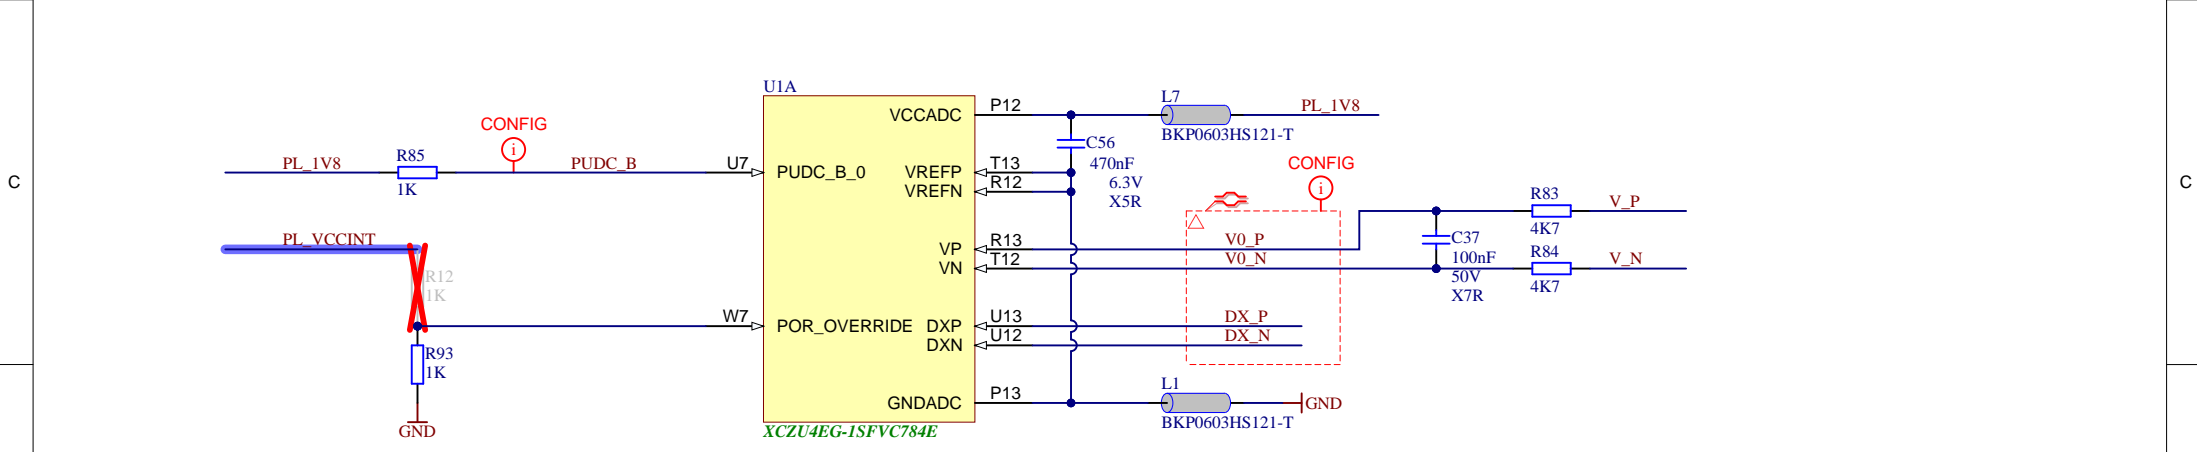 U1A
P12
VCCADC
L7
PL_1V8
BKP0603HS121-T
CONFIG
i
PL_1V8
R85
1K
PUDC_B
U7
PUDC_B_0
C56
470nF
6.3V
X5R
T13
VREFP
R12
VREFN
CONFIG
i
C
C
R83
V_P
4K7
PL_VCCINT
R12
1K
VP
R13
V0_P
VN
T12
V0_N
C37
100nF
50V
X7R
R84
V_N
4K7
W7
POR_OVERRIDE
DXP
U13
DX_P
DXN
U12
DX_N
R93
1K
GND
GNDADC
P13
L1
GND
BKP0603HS121-T
XCZU4EG-1SFVC784E